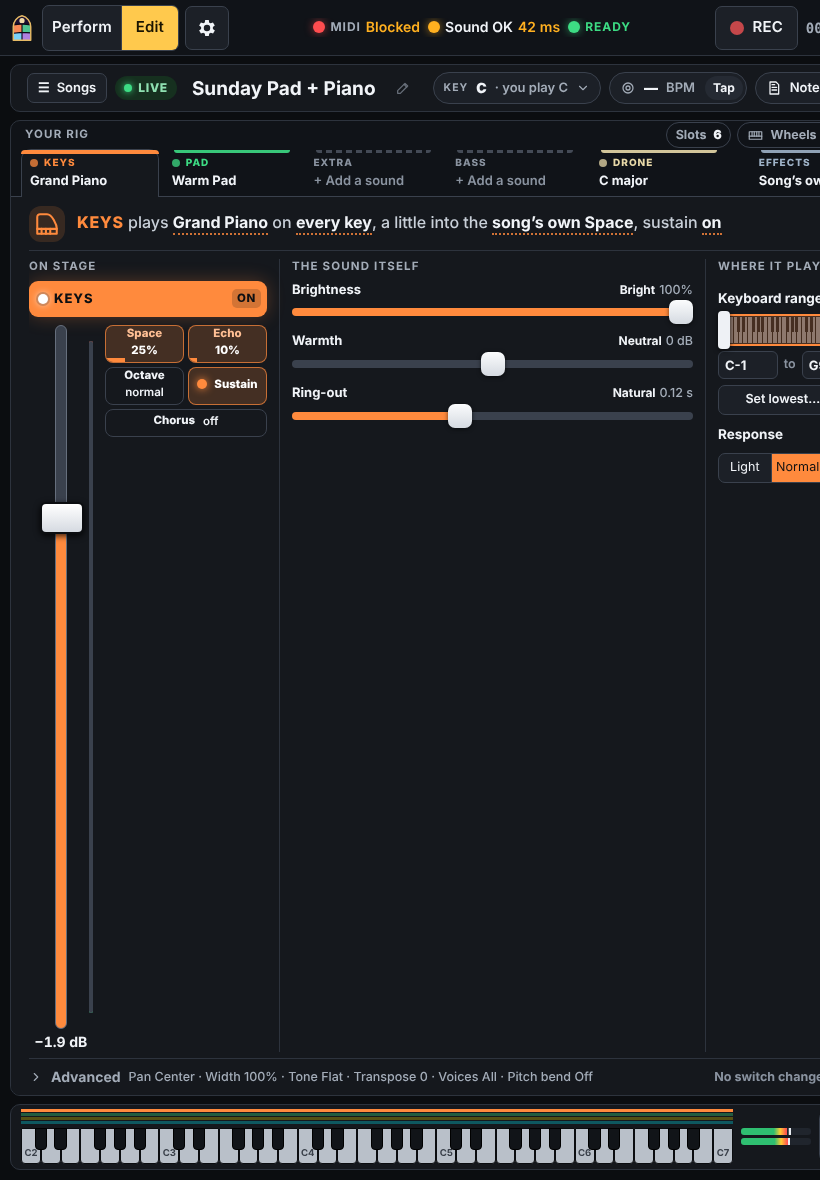 Perform Edit MIDI Blocked Sound OK 42 ms READY REC
Songs LIVE Sunday Pad + Piano KEY C · you play C — BPM Tap Note
YOUR RIG Slots 6 Wheels
KEYS PAD EXTRA BASS DRONE EFFECTS
Grand Piano Warm Pad + Add a sound + Add a sound C major Song's ow
KEYS plays Grand Piano on every key, a little into the song's own Space, sustain on
ON STAGE THE SOUND ITSELF WHERE IT PLAY
KEYS ON
Brightness Bright 100%
Keyboard range
Space Echo
25% 10%
Warmth Neutral 0 dB
C-1 to G
Octave Sustain
normal
Ring-out Natural 0.12 s
Set lowest...
Chorus off
Response
Light Normal
−1.9 dB
Advanced Pan Center · Width 100% · Tone Flat · Transpose 0 · Voices All · Pitch bend Off No switch change
C2 C3 C4 C5 C6 C7